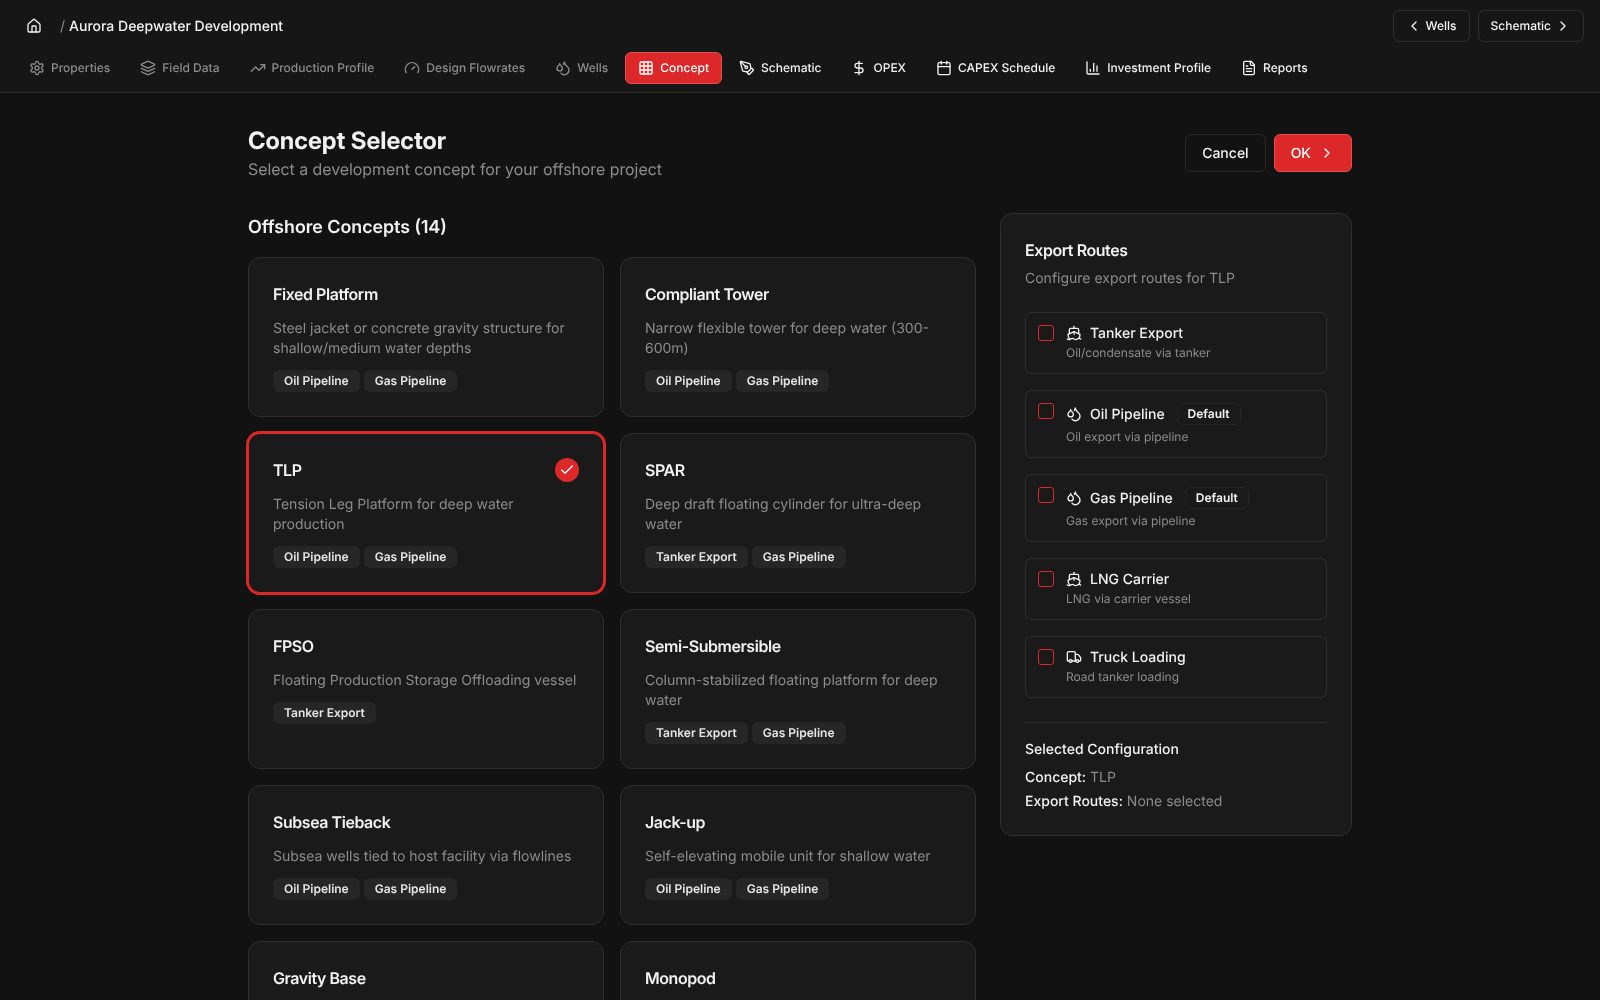 / Aurora Deepwater Development
Wells
Schematic
Properties
Field Data
Production Profile
Design Flowrates
Wells
Concept
Schematic
OPEX
CAPEX Schedule
Investment Profile
Reports
Concept Selector
Select a development concept for your offshore project
Cancel
OK
Offshore Concepts (14)
Fixed Platform
Steel jacket or concrete gravity structure for
shallow/medium water depths
Oil Pipeline
Gas Pipeline
Compliant Tower
Narrow flexible tower for deep water (300-
600m)
Oil Pipeline
Gas Pipeline
TLP
Tension Leg Platform for deep water
production
Oil Pipeline
Gas Pipeline
SPAR
Deep draft floating cylinder for ultra-deep
water
Tanker Export
Gas Pipeline
FPSO
Floating Production Storage Offloading vessel
Tanker Export
Semi-Submersible
Column-stabilized floating platform for deep
water
Tanker Export
Gas Pipeline
Subsea Tieback
Subsea wells tied to host facility via flowlines
Oil Pipeline
Gas Pipeline
Jack-up
Self-elevating mobile unit for shallow water
Oil Pipeline
Gas Pipeline
Gravity Base
Monopod
Export Routes
Configure export routes for TLP
Tanker Export
Oil/condensate via tanker
Oil Pipeline
Default
Oil export via pipeline
Gas Pipeline
Default
Gas export via pipeline
LNG Carrier
LNG via carrier vessel
Truck Loading
Road tanker loading
Selected Configuration
Concept: TLP
Export Routes: None selected